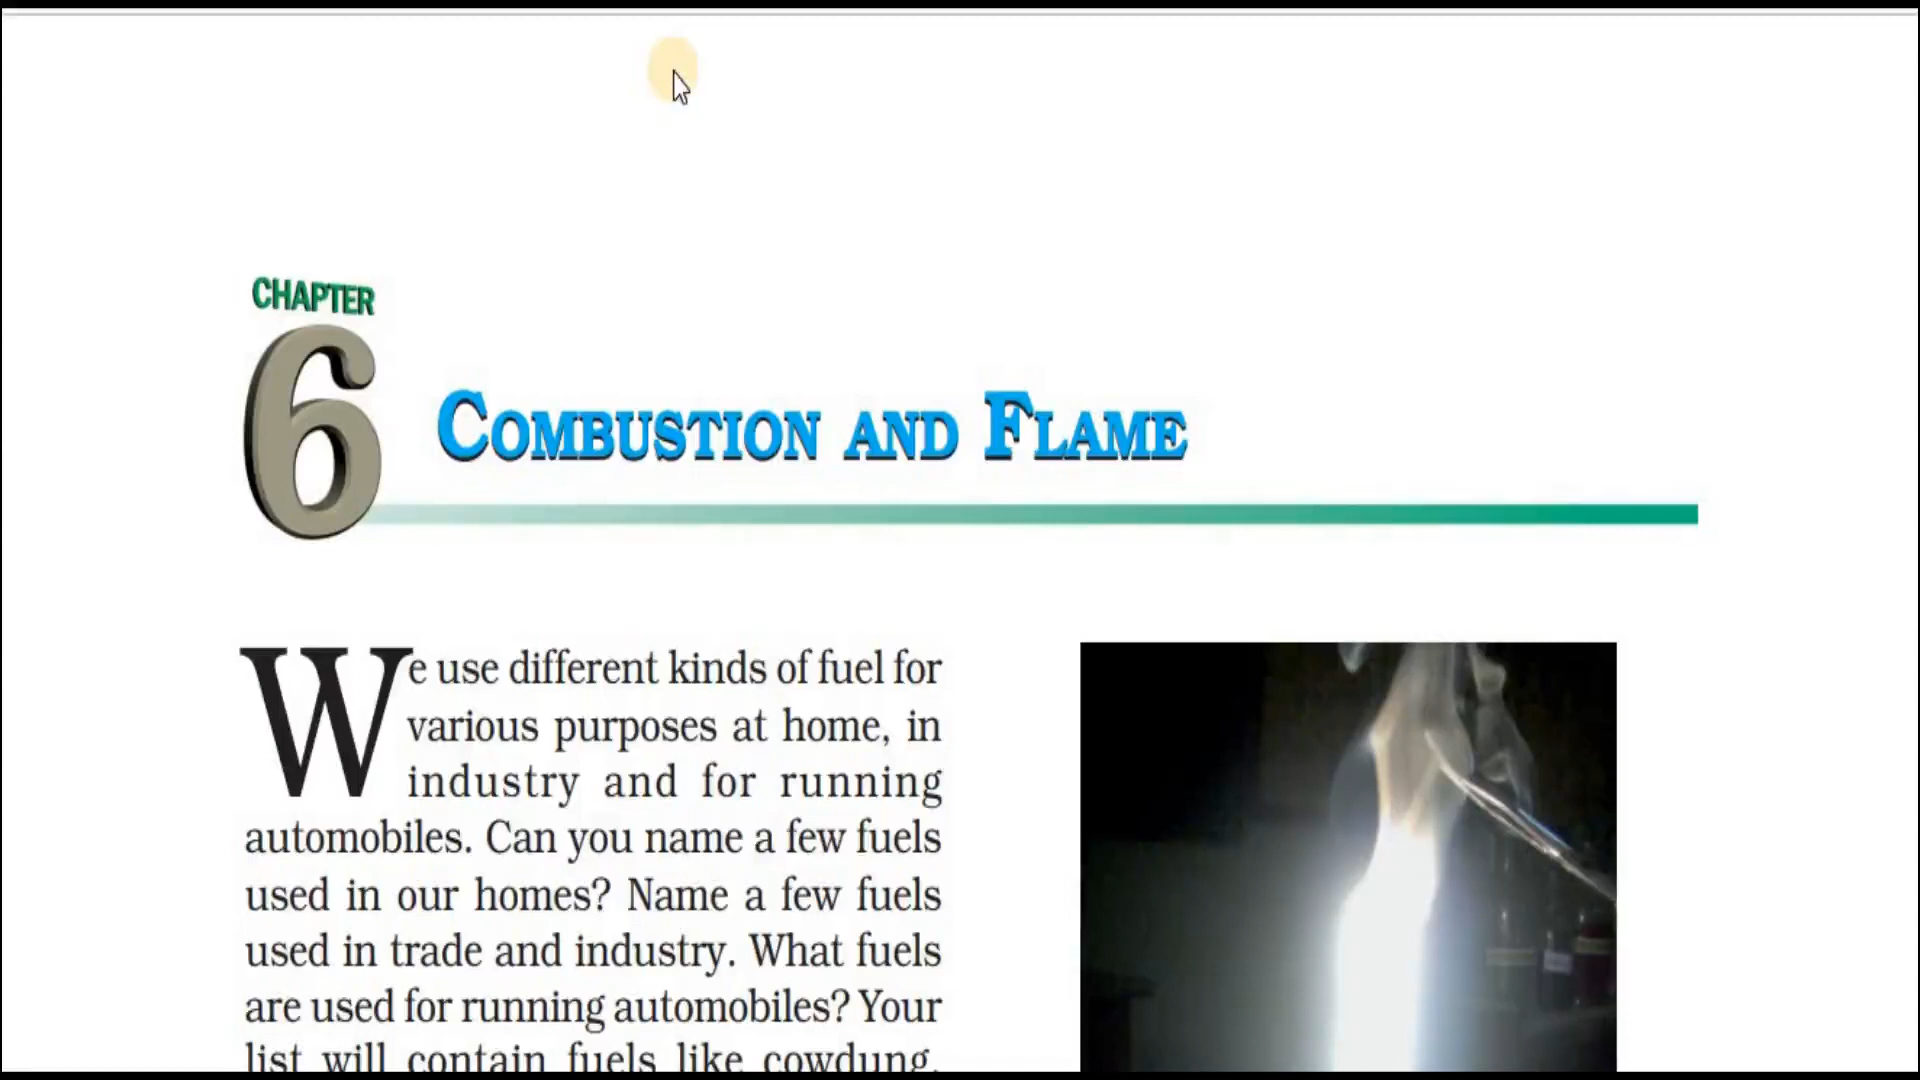 CHAPTER
6
COMBUSTION AND FLAME
We use different kinds of fuel for
various purposes at home, in
industry and for running
automobiles. Can you name a few fuels
used in our homes? Name a few fuels
used in trade and industry. What fuels
are used for running automobiles? Your
list will contain fuels like cowdung,